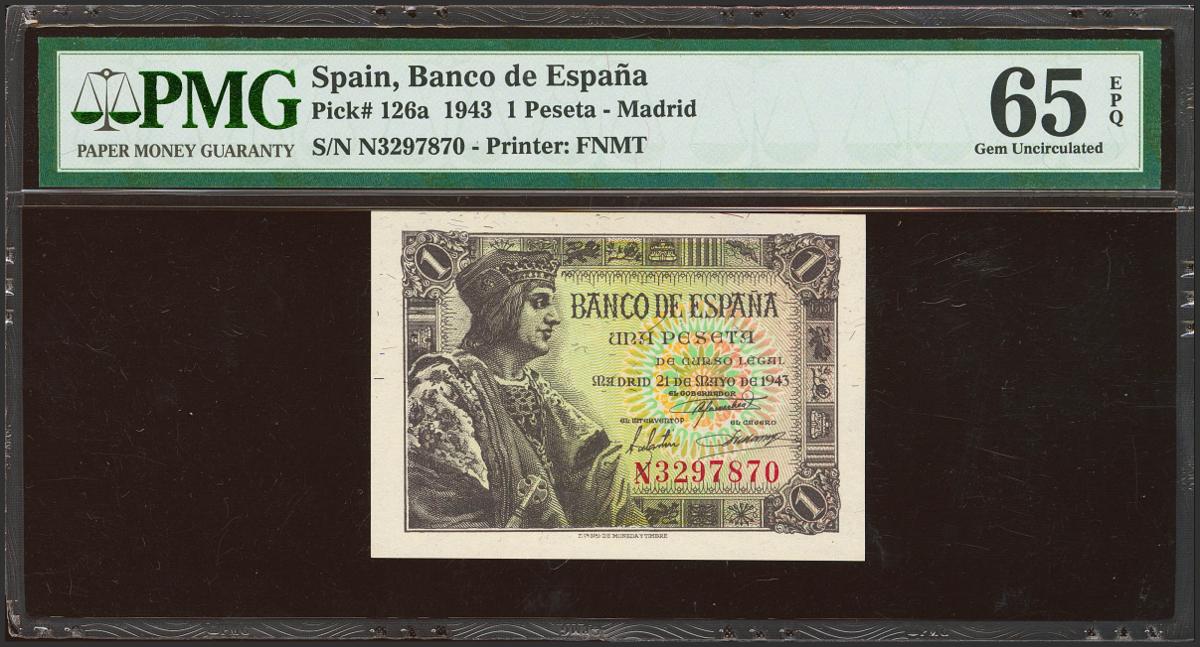 PMG
PAPER MONEY GUARANTY
Spain, Banco de España
Pick# 126a 1943 1 Peseta - Madrid
S/N N3297870 - Printer: FNMT
65
EPQ
Gem Uncirculated
1
1
BANCO DE ESPAÑA
UNA PESETA
DE CURSO LEGAL
MADRID 21 DE MAYO DE 1943
EL GOBERNADOR
EL INTERVENTOR EL CAJERO
N3297870
1